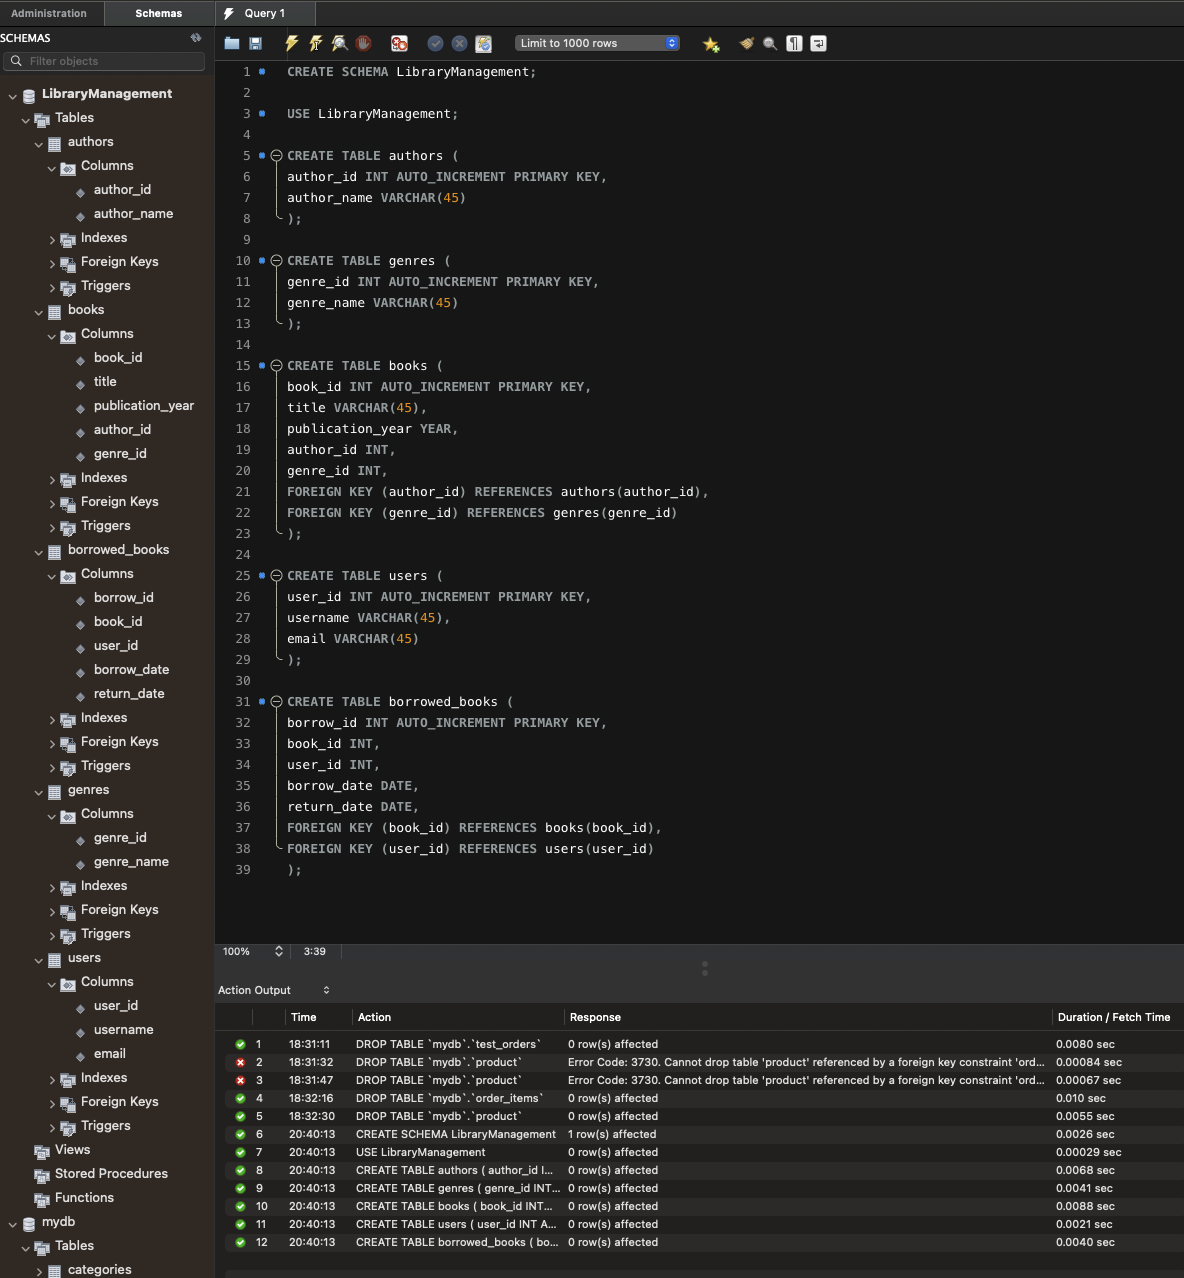 Administration
Schemas
Query 1
SCHEMAS
Filter objects
LibraryManagement
Tables
authors
Columns
author_id
author_name
Indexes
Foreign Keys
Triggers
books
Columns
book_id
title
publication_year
author_id
genre_id
Indexes
Foreign Keys
Triggers
borrowed_books
Columns
borrow_id
book_id
user_id
borrow_date
return_date
Indexes
Foreign Keys
Triggers
genres
Columns
genre_id
genre_name
Indexes
Foreign Keys
Triggers
users
Columns
user_id
username
email
Indexes
Foreign Keys
Triggers
Views
Stored Procedures
Functions
mydb
Tables
categories
Limit to 1000 rows
1 CREATE SCHEMA LibraryManagement;
2
3 USE LibraryManagement;
4
5 CREATE TABLE authors (
6 author_id INT AUTO_INCREMENT PRIMARY KEY,
7 author_name VARCHAR(45)
8 );
9
10 CREATE TABLE genres (
11 genre_id INT AUTO_INCREMENT PRIMARY KEY,
12 genre_name VARCHAR(45)
13 );
14
15 CREATE TABLE books (
16 book_id INT AUTO_INCREMENT PRIMARY KEY,
17 title VARCHAR(45),
18 publication_year YEAR,
19 author_id INT,
20 genre_id INT,
21 FOREIGN KEY (author_id) REFERENCES authors(author_id),
22 FOREIGN KEY (genre_id) REFERENCES genres(genre_id)
23 );
24
25 CREATE TABLE users (
26 user_id INT AUTO_INCREMENT PRIMARY KEY,
27 username VARCHAR(45),
28 email VARCHAR(45)
29 );
30
31 CREATE TABLE borrowed_books (
32 borrow_id INT AUTO_INCREMENT PRIMARY KEY,
33 book_id INT,
34 user_id INT,
35 borrow_date DATE,
36 return_date DATE,
37 FOREIGN KEY (book_id) REFERENCES books(book_id),
38 FOREIGN KEY (user_id) REFERENCES users(user_id)
39 );
100% 3:39
Action Output
Time Action Response Duration / Fetch Time
1 18:31:11 DROP TABLE `mydb`.`test_orders` 0 row(s) affected 0.0080 sec
2 18:31:32 DROP TABLE `mydb`.`product` Error Code: 3730. Cannot drop table 'product' referenced by a foreign key constraint 'ord... 0.00084 sec
3 18:31:47 DROP TABLE `mydb`.`product` Error Code: 3730. Cannot drop table 'product' referenced by a foreign key constraint 'ord... 0.00067 sec
4 18:32:16 DROP TABLE `mydb`.`order_items` 0 row(s) affected 0.010 sec
5 18:32:30 DROP TABLE `mydb`.`product` 0 row(s) affected 0.0055 sec
6 20:40:13 CREATE SCHEMA LibraryManagement 1 row(s) affected 0.0026 sec
7 20:40:13 USE LibraryManagement 0 row(s) affected 0.00029 sec
8 20:40:13 CREATE TABLE authors ( author_id I... 0 row(s) affected 0.0068 sec
9 20:40:13 CREATE TABLE genres ( genre_id INT... 0 row(s) affected 0.0041 sec
10 20:40:13 CREATE TABLE books ( book_id INT... 0 row(s) affected 0.0088 sec
11 20:40:13 CREATE TABLE users ( user_id INT A... 0 row(s) affected 0.0021 sec
12 20:40:13 CREATE TABLE borrowed_books ( bo... 0 row(s) affected 0.0040 sec